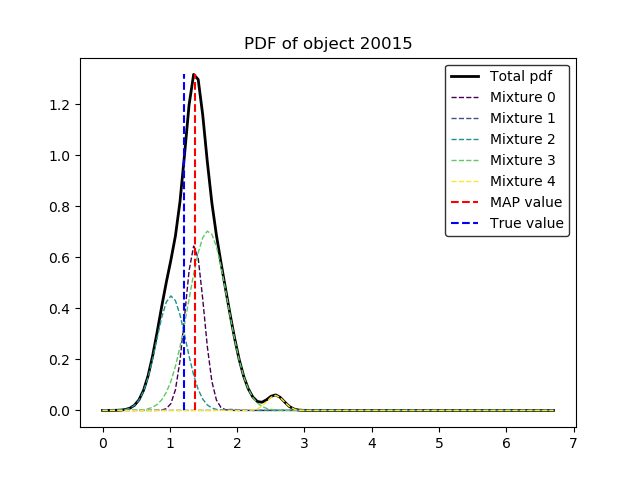 PDF of object 20015
Total pdf
Mixture 0
Mixture 1
Mixture 2
Mixture 3
Mixture 4
MAP value
True value
1.2
1.0
0.8
0.6
0.4
0.2
0.0
0 1 2 3 4 5 6 7